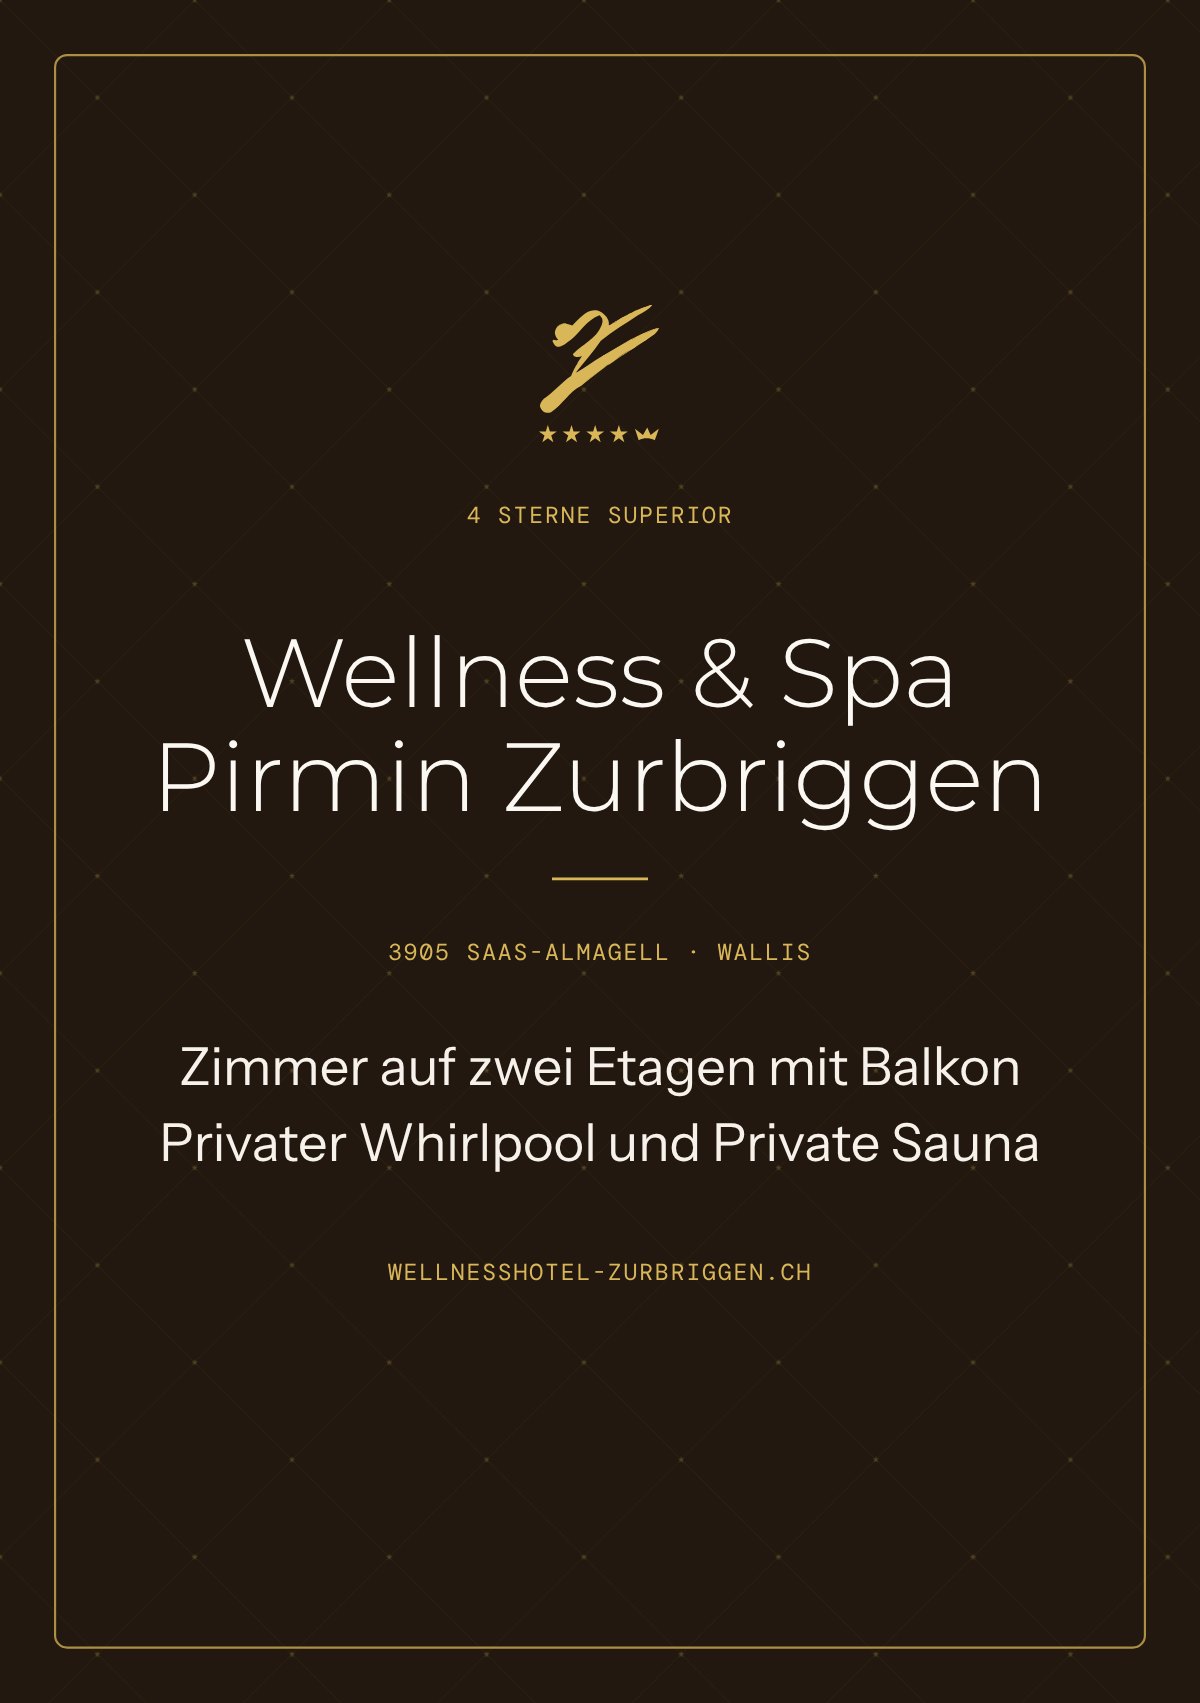 4 STERNE SUPERIOR
Wellness & Spa
Pirmin Zurbriggen
3905 SAAS-ALMAGELL · WALLIS
Zimmer auf zwei Etagen mit Balkon
Privater Whirlpool und Private Sauna
WELLNESSHOTEL-ZURBRIGGEN.CH